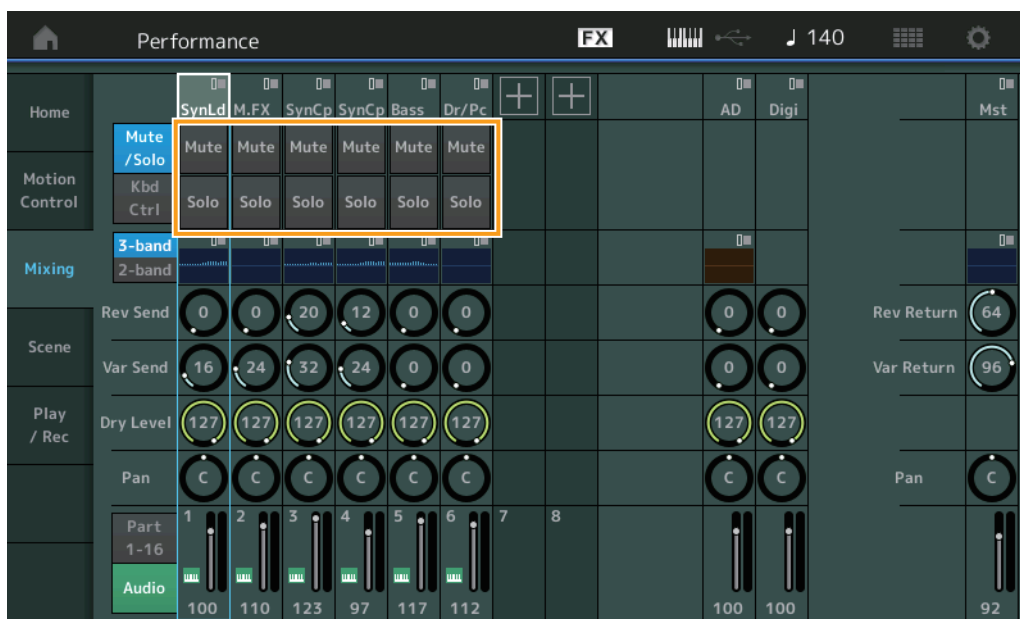 Performance FX 140
SynLd M.FX SynCp SynCp Bass Dr/Pc AD Digi Mst
Home
Mute
/Solo
Mute Mute Mute Mute Mute Mute
Motion
Control
Kbd
Ctrl
Solo Solo Solo Solo Solo Solo
Mixing
3-band
2-band
Rev Send 0 0 20 12 0 0 0 0 Rev Return 64
Scene
Var Send 16 24 32 24 0 0 0 0 Var Return 96
Play
/ Rec
Dry Level 127 127 127 127 127 127 127 127
Pan C C C C C C C C Pan C
Part
1-16
1 2 3 4 5 6 7 8
Audio
100 110 123 97 117 112 100 100 92